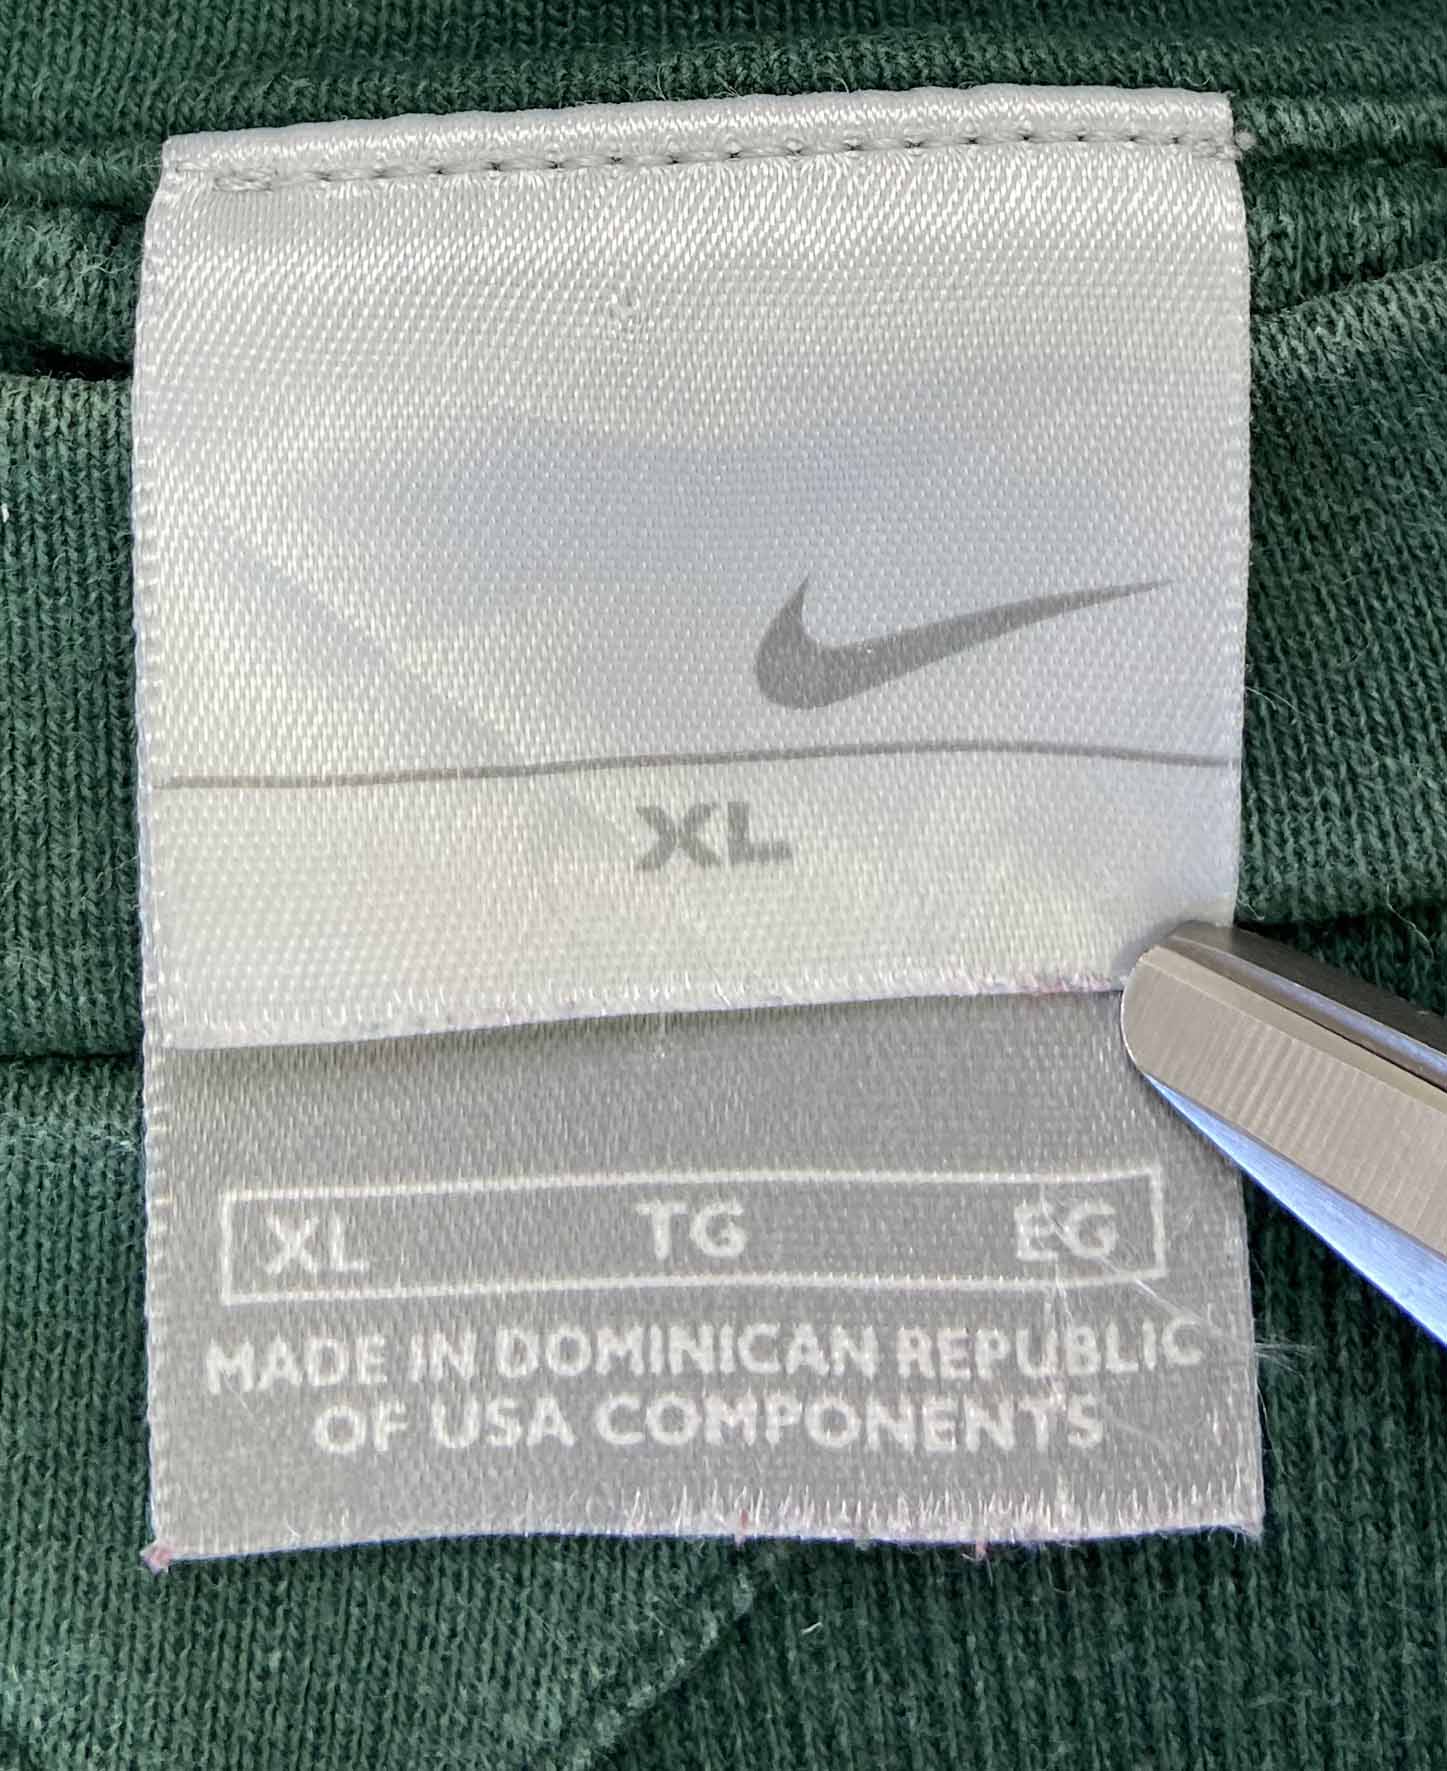 XL
XL TG EG
MADE IN DOMINICAN REPUBLIC
OF USA COMPONENTS